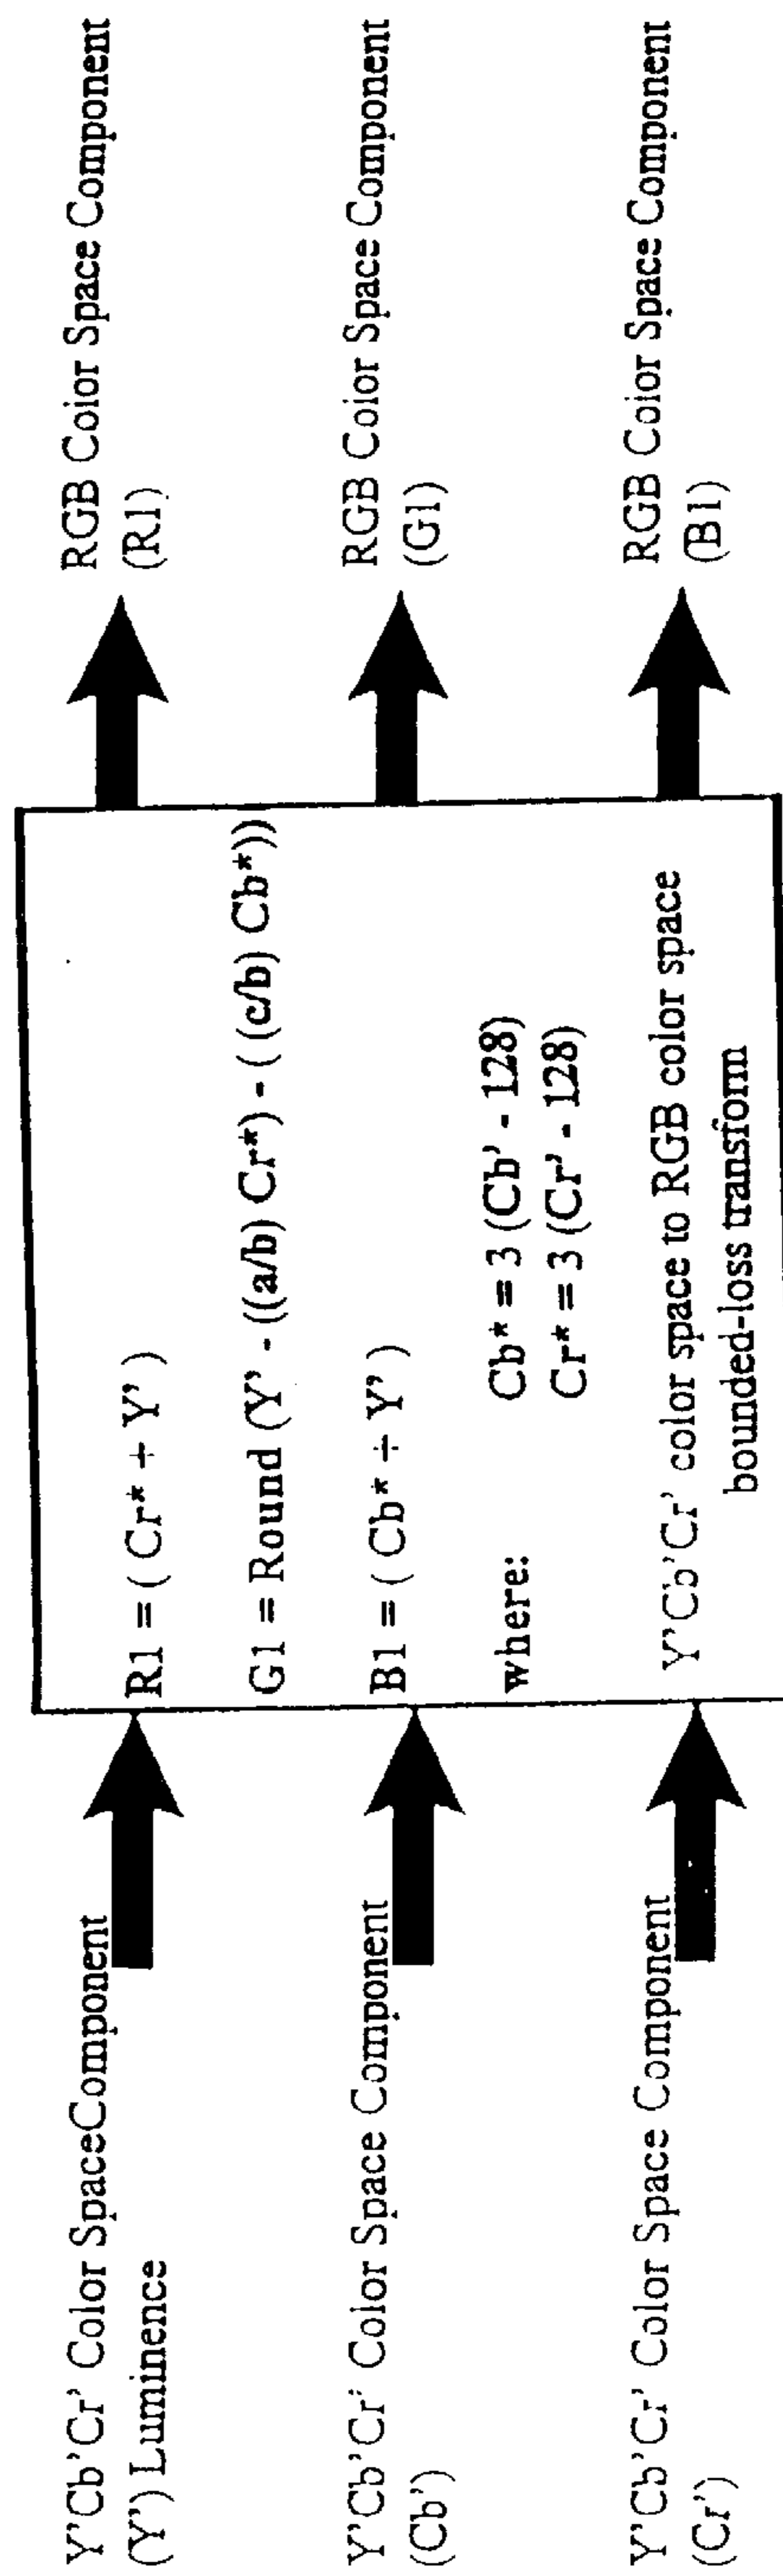 Y'Cb'Cr' Color SpaceComponent
(Y') Luminence
Y'Cb'Cr' Color Space Component
(Cb')
Y'Cb'Cr' Color Space Component
(Cr')
R1 = ( Cr* + Y' )
G1 = Round (Y' - ((a/b) Cr*) - ( (c/b) Cb*))
B1 = ( Cb* + Y' )
where:
Cb* = 3 (Cb' - 128)
Cr* = 3 (Cr' - 128)
Y'Cb'Cr' color space to RGB color space
bounded-loss transform
RGB Color Space Component
(R1)
RGB Color Space Component
(G1)
RGB Color Space Component
(B1)